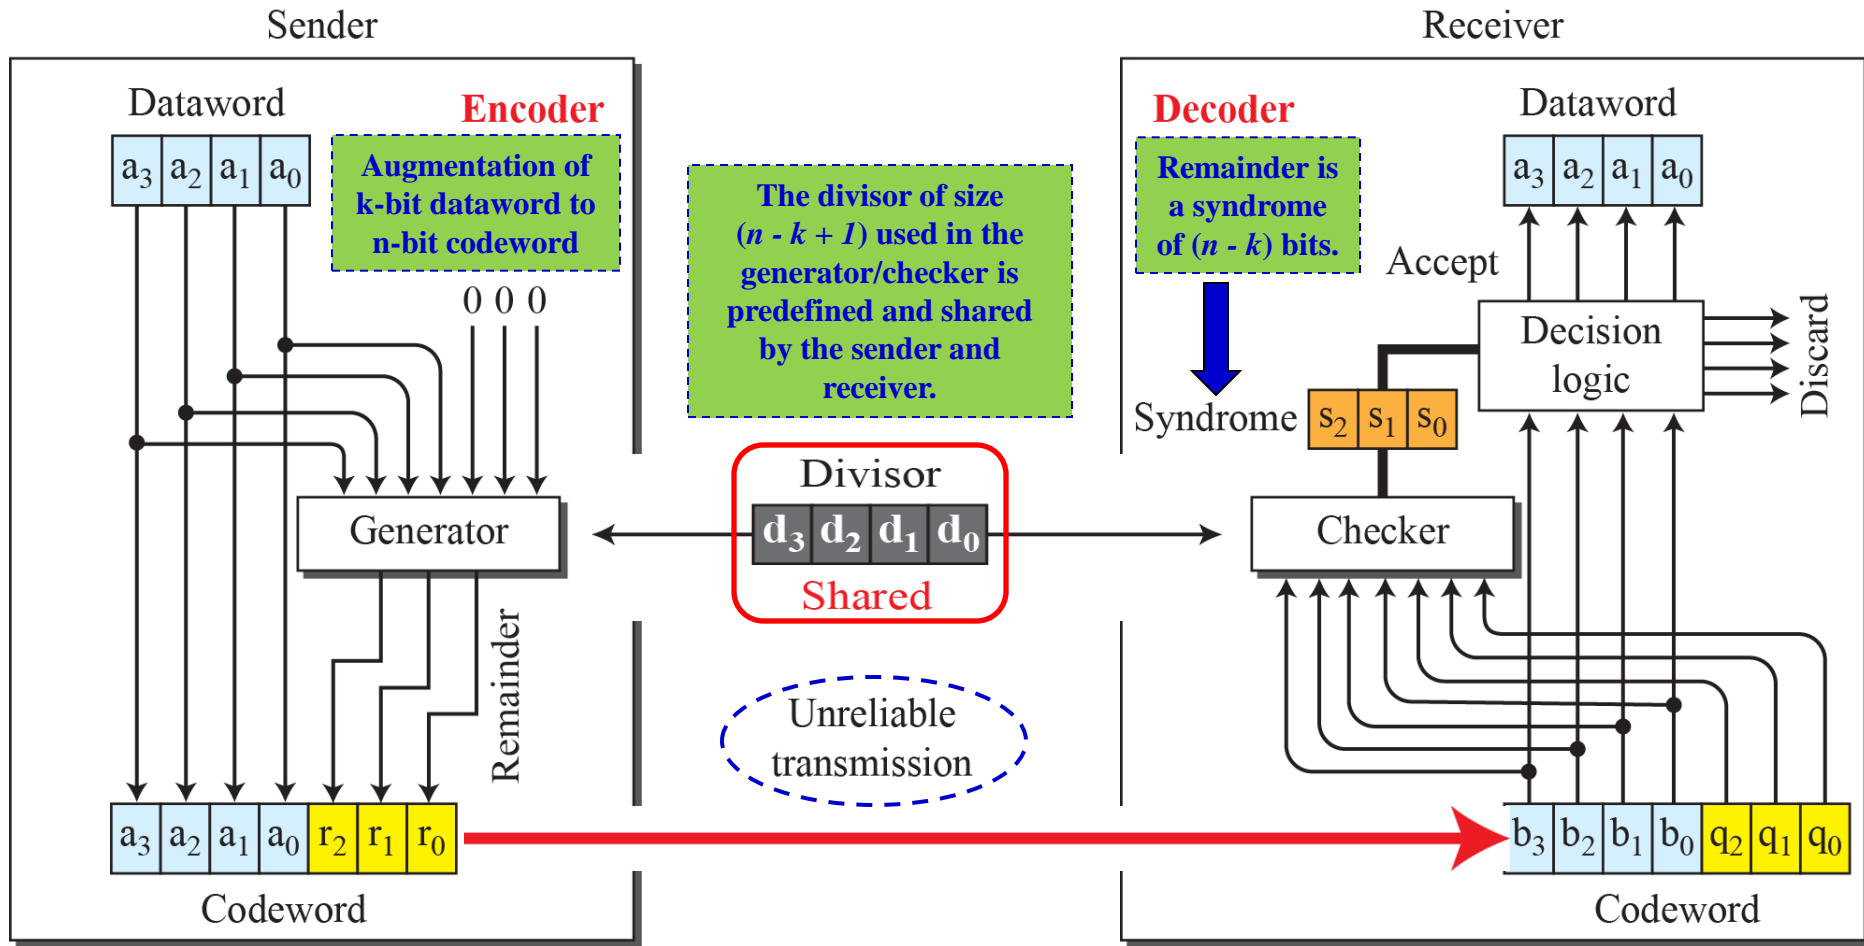 Sender
Dataword
Encoder
a3 a2 a1 a0
Augmentation of
k-bit dataword to
n-bit codeword
0 0 0
Generator
Remainder
a3 a2 a1 a0 r2 r1 r0
Codeword
The divisor of size
(n - k + 1) used in the
generator/checker is
predefined and shared
by the sender and
receiver.
Divisor
d3 d2 d1 d0
Shared
Unreliable
transmission
Receiver
Decoder
Dataword
Remainder is
a syndrome
of (n - k) bits.
a3 a2 a1 a0
Accept
Decision
logic
Discard
Syndrome
s2 s1 s0
Checker
b3 b2 b1 b0 q2 q1 q0
Codeword